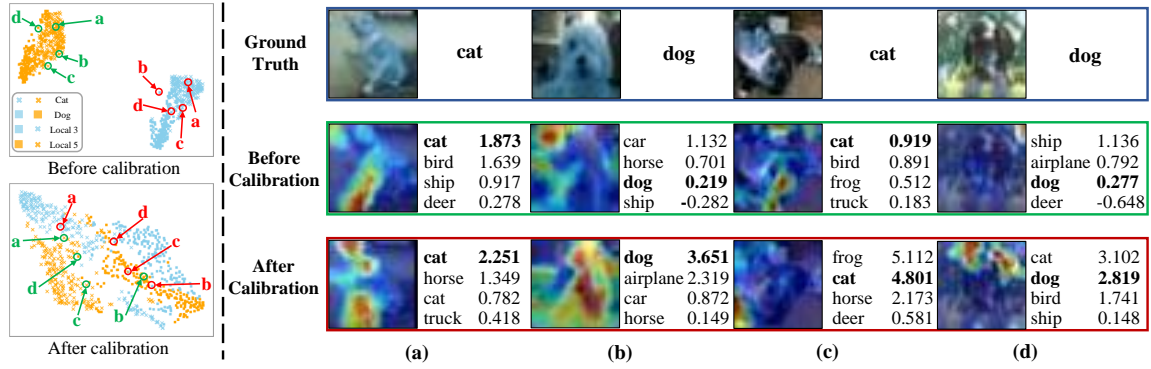 d
a
b
c
b
d
a
c
Cat
Dog
Local 3
Local 5
Before calibration
a
d
a
c
d
b
c
b
After calibration
Ground
Truth
cat
dog
cat
dog
Before
Calibration
cat 1.873
bird 1.639
ship 0.917
deer 0.278
car 1.132
horse 0.701
dog 0.219
ship -0.282
cat 0.919
bird 0.891
frog 0.512
truck 0.183
ship 1.136
airplane 0.792
dog 0.277
deer -0.648
After
Calibration
cat 2.251
horse 1.349
cat 0.782
truck 0.418
dog 3.651
airplane 2.319
car 0.872
horse 0.149
frog 5.112
cat 4.801
horse 2.173
deer 0.581
cat 3.102
dog 2.819
bird 1.741
ship 0.148
(a) (b) (c) (d)